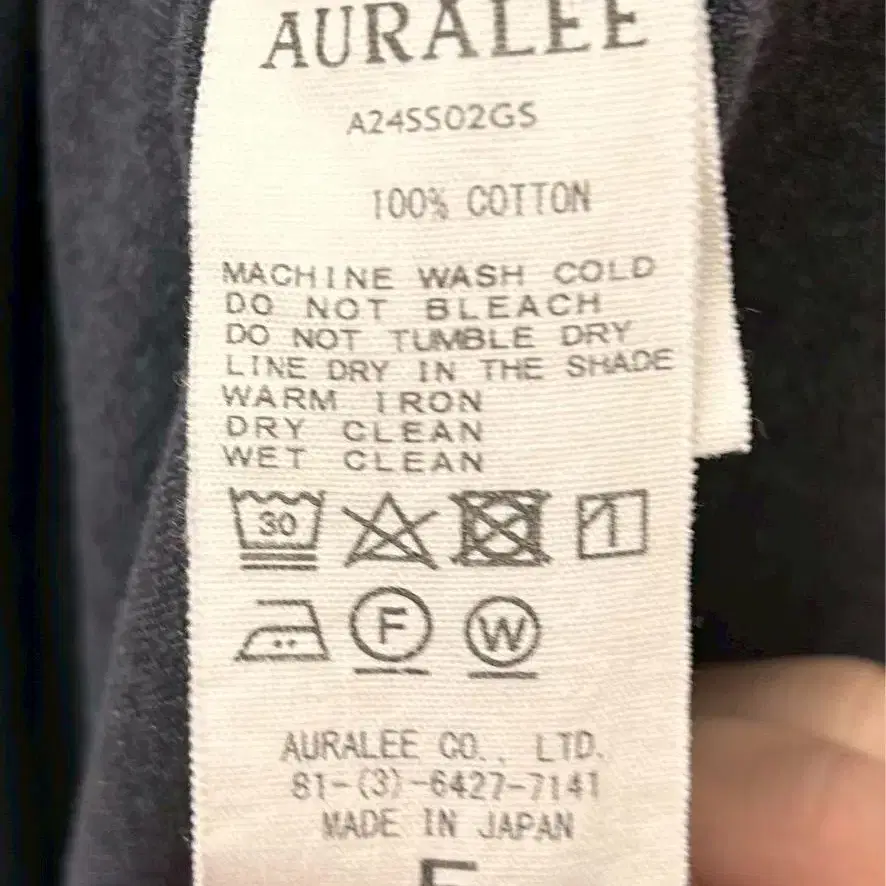 AURALEE
A24SS02GS
100% COTTON
MACHINE WASH COLD
DO NOT BLEACH
DO NOT TUMBLE DRY
LINE DRY IN THE SHADE
WARM IRON
DRY CLEAN
WET CLEAN
30
F W
AURALEE CO., LTD.
81-(3)-6427-7141
MADE IN JAPAN